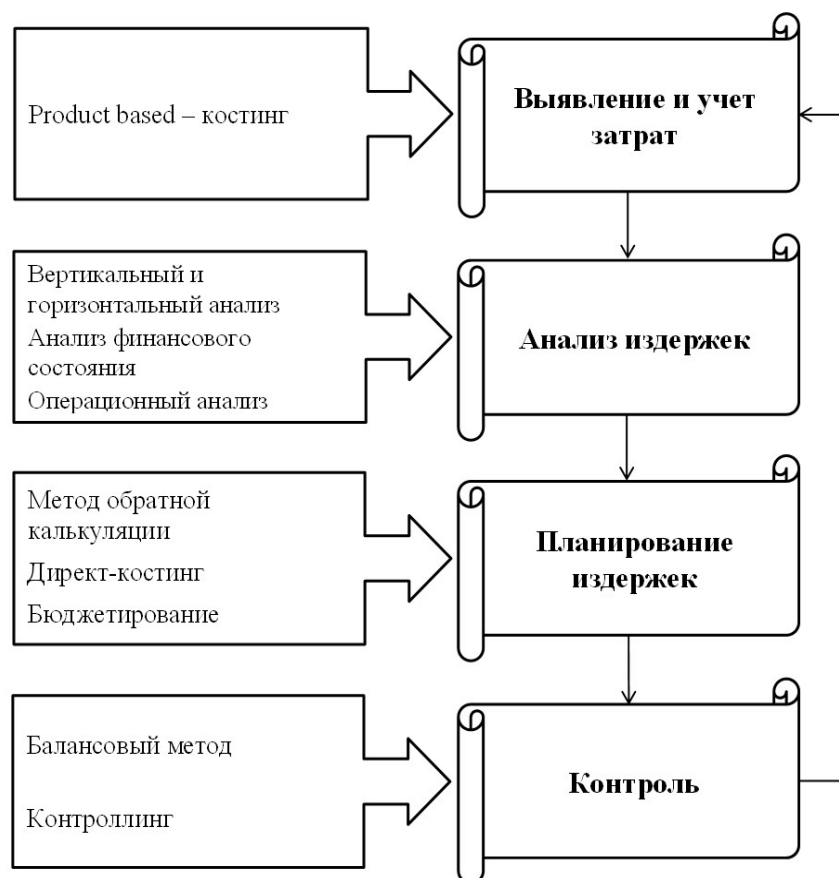 Product based – костинг
Выявление и учет
затрат
Вертикальный и
горизонтальный анализ
Анализ финансового
состояния
Операционный анализ
Анализ издержек
Метод обратной
калькуляции
Директ-костинг
Бюджетирование
Планирование
издержек
Балансовый метод
Контроллинг
Контроль